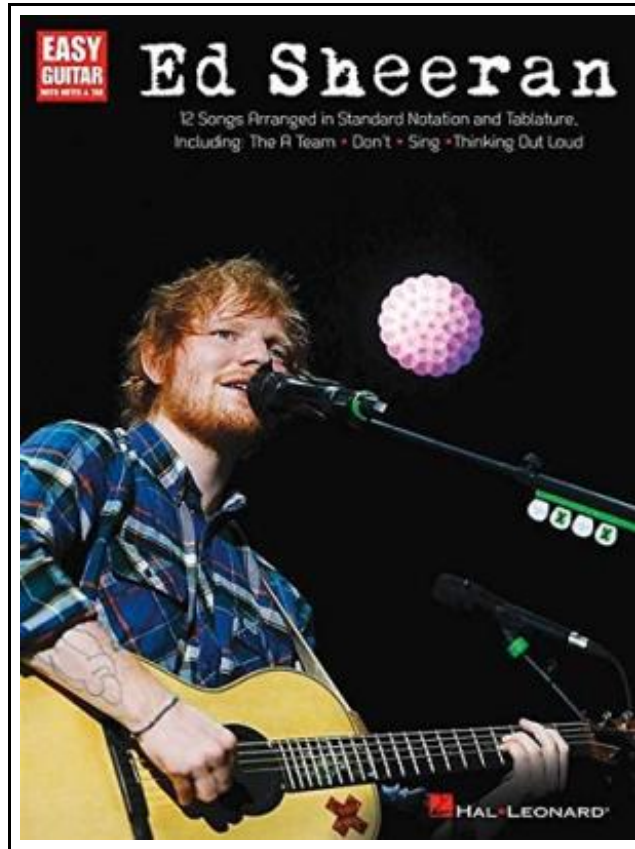 EASY
GUITAR
WITH NOTES & TAB
Ed Sheeran
12 Songs Arranged in Standard Notation and Tablature,
Including: The A Team • Don't • Sing • Thinking Out Loud
HAL•LEONARD®